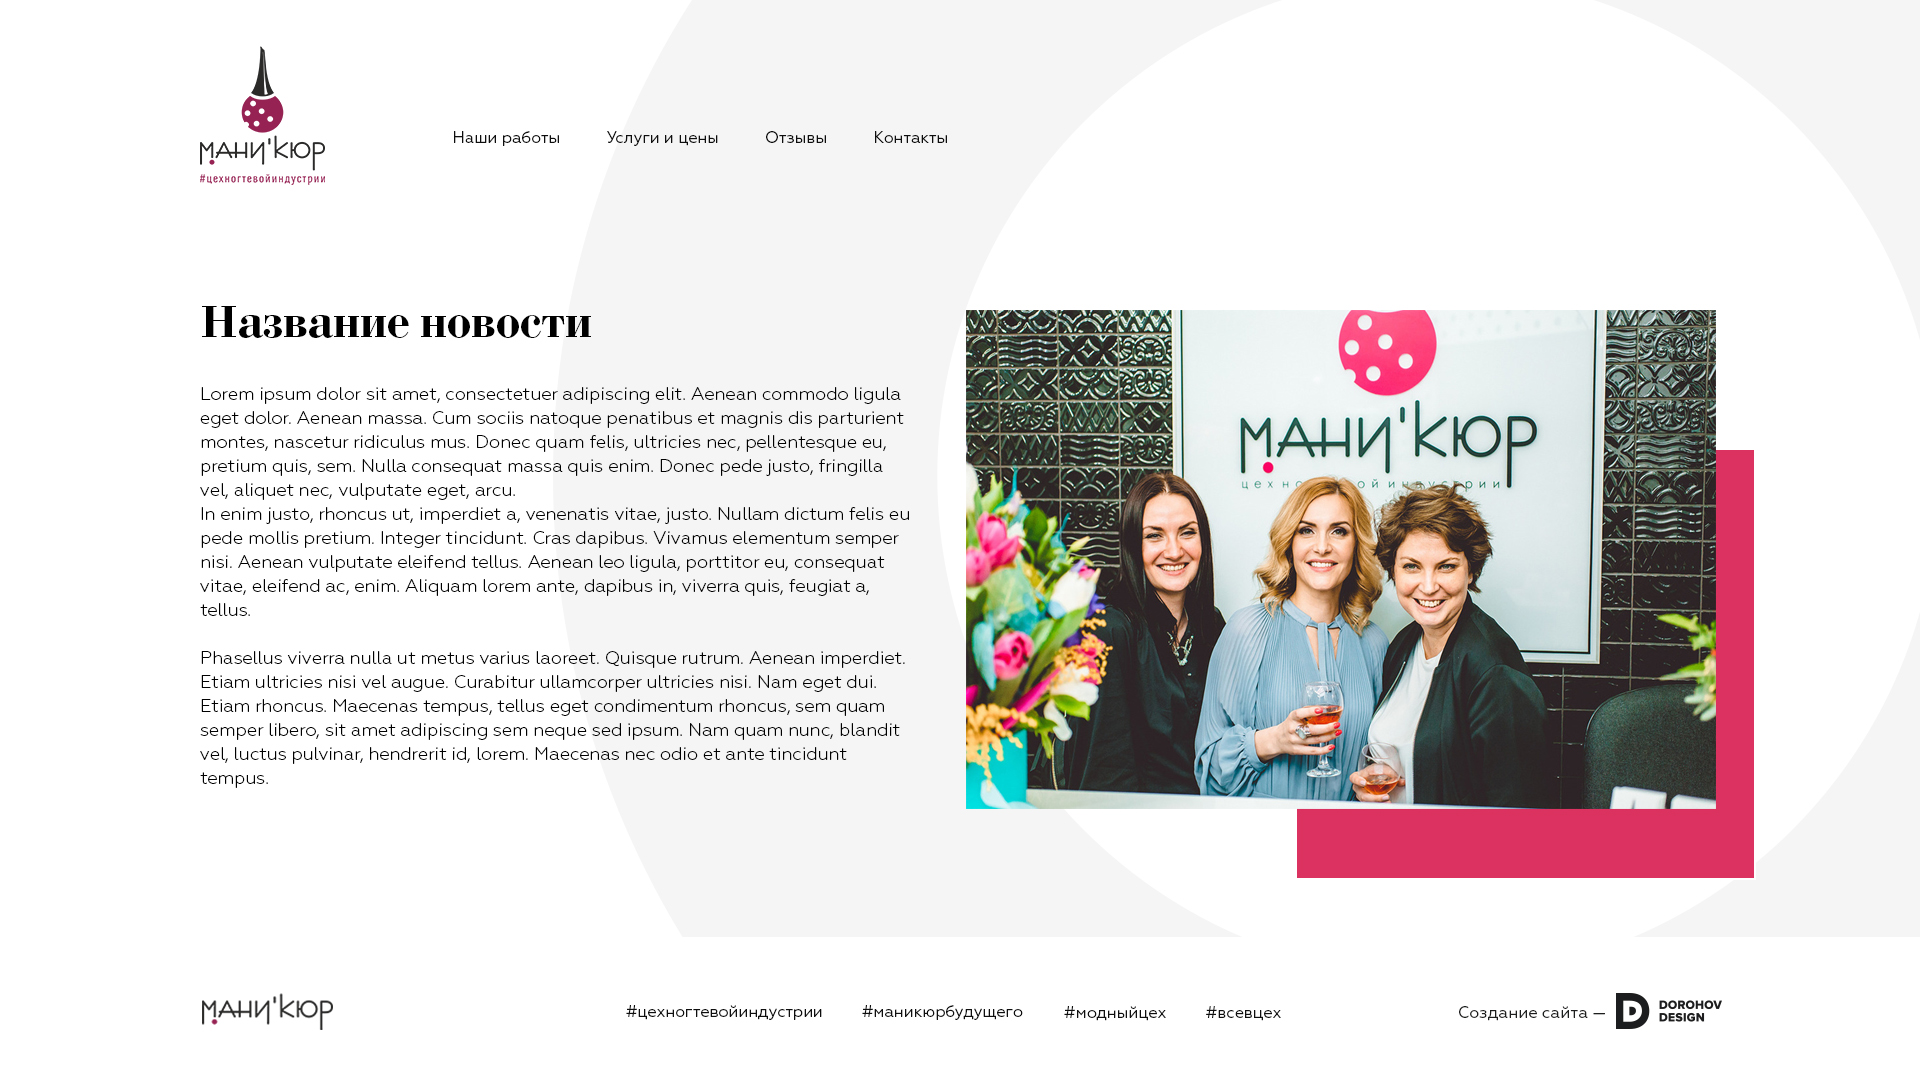 МАНИ'КЮР
#цехногтевойиндустрии
Наши работы
Услуги и цены
Отзывы
Контакты
Название новости
Lorem ipsum dolor sit amet, consectetuer adipiscing elit. Aenean commodo ligula
eget dolor. Aenean massa. Cum sociis natoque penatibus et magnis dis parturient
montes, nascetur ridiculus mus. Donec quam felis, ultricies nec, pellentesque eu,
pretium quis, sem. Nulla consequat massa quis enim. Donec pede justo, fringilla
vel, aliquet nec, vulputate eget, arcu.
In enim justo, rhoncus ut, imperdiet a, venenatis vitae, justo. Nullam dictum felis eu
pede mollis pretium. Integer tincidunt. Cras dapibus. Vivamus elementum semper
nisi. Aenean vulputate eleifend tellus. Aenean leo ligula, porttitor eu, consequat
vitae, eleifend ac, enim. Aliquam lorem ante, dapibus in, viverra quis, feugiat a,
tellus.
Phasellus viverra nulla ut metus varius laoreet. Quisque rutrum. Aenean imperdiet.
Etiam ultricies nisi vel augue. Curabitur ullamcorper ultricies nisi. Nam eget dui.
Etiam rhoncus. Maecenas tempus, tellus eget condimentum rhoncus, sem quam
semper libero, sit amet adipiscing sem neque sed ipsum. Nam quam nunc, blandit
vel, luctus pulvinar, hendrerit id, lorem. Maecenas nec odio et ante tincidunt
tempus.
МАНИ'КЮР
индустрии
МАНИ'КЮР
#цехногтевойиндустрии
#маникюрбудущего
#модныйцех
#всевцех
Создание сайта —
DOROHOV
DESIGN